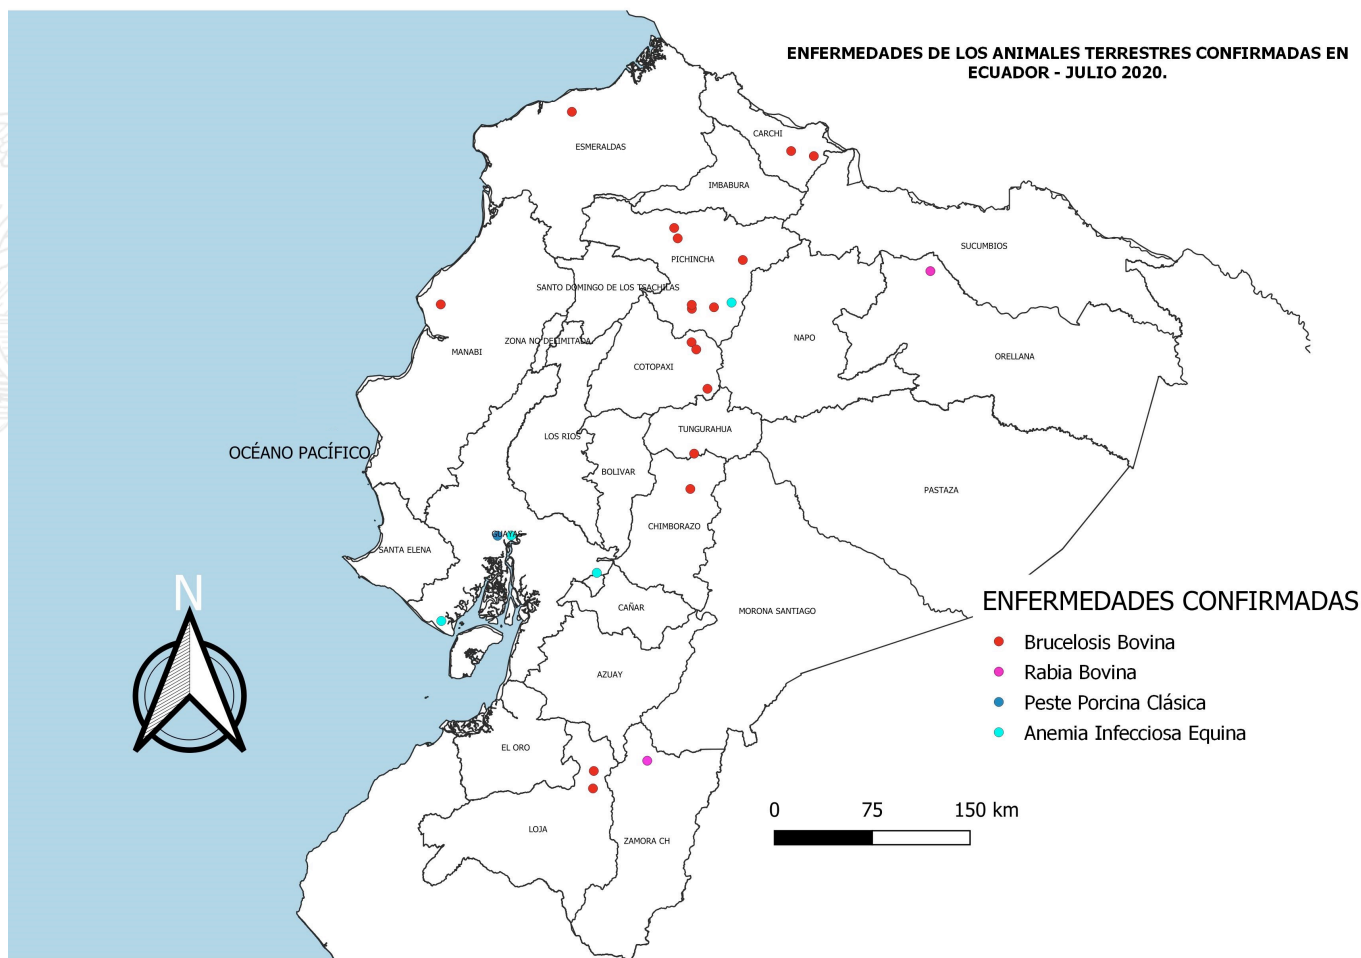 ENFERMEDADES DE LOS ANIMALES TERRESTRES CONFIRMADAS EN
ECUADOR - JULIO 2020.
CARCHI
ESMERALDAS
IMBABURA
SUCUMBIOS
PICHINCHA
SANTO DOMINGO DE LOS TSACHILAS
ZONA NO DELIMITADA
NAPO
MANABI
ORELLANA
COTOPAXI
TUNGURAHUA
LOS RIOS
OCÉANO PACÍFICO
BOLIVAR
PASTAZA
CHIMBORAZO
GUAYAS
SANTA ELENA
N
CAÑAR
MORONA SANTIAGO
AZUAY
EL ORO
LOJA
ZAMORA CH
ENFERMEDADES CONFIRMADAS
Brucelosis Bovina
Rabia Bovina
Peste Porcina Clásica
Anemia Infecciosa Equina
0 75 150 km